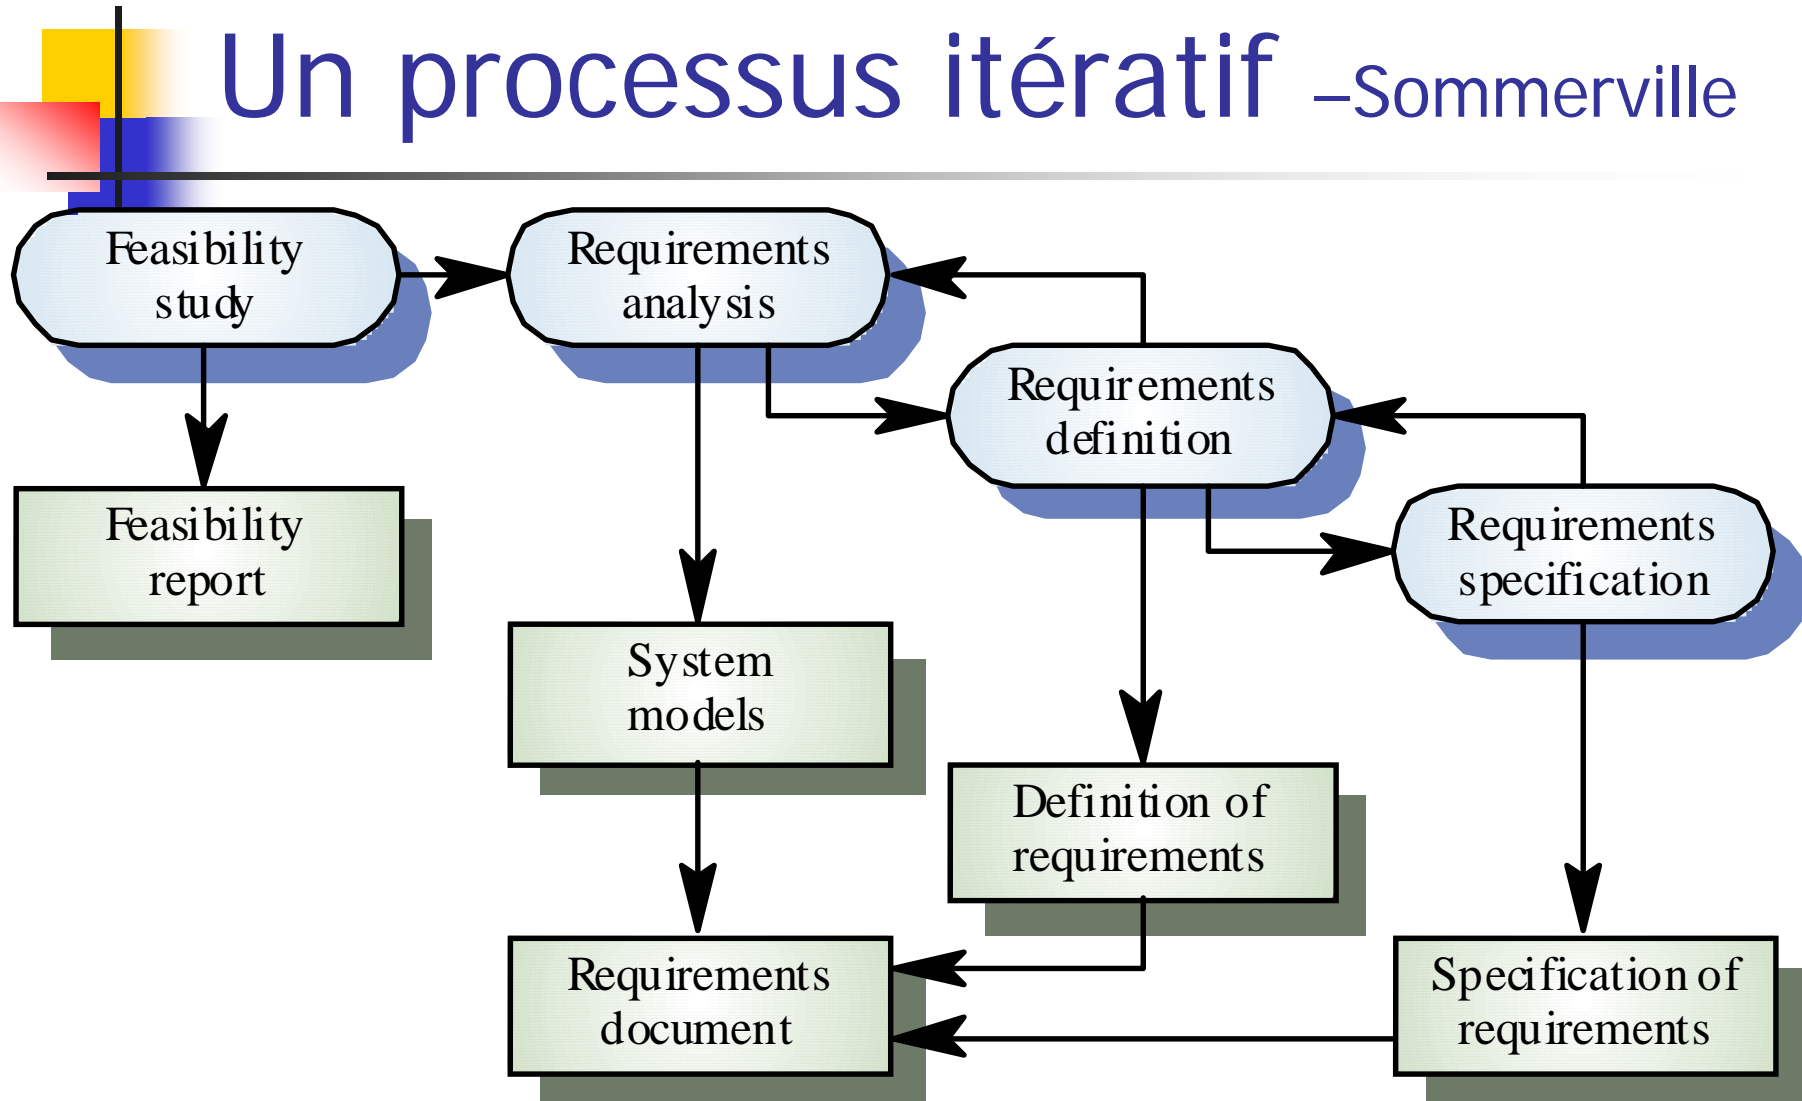 Un processus itératif –Sommerville
Feasibility
study
Requirements
analysis
Requirements
definition
Requirements
specification
Feasibility
report
System
models
Definition of
requirements
Requirements
document
Specification of
requirements